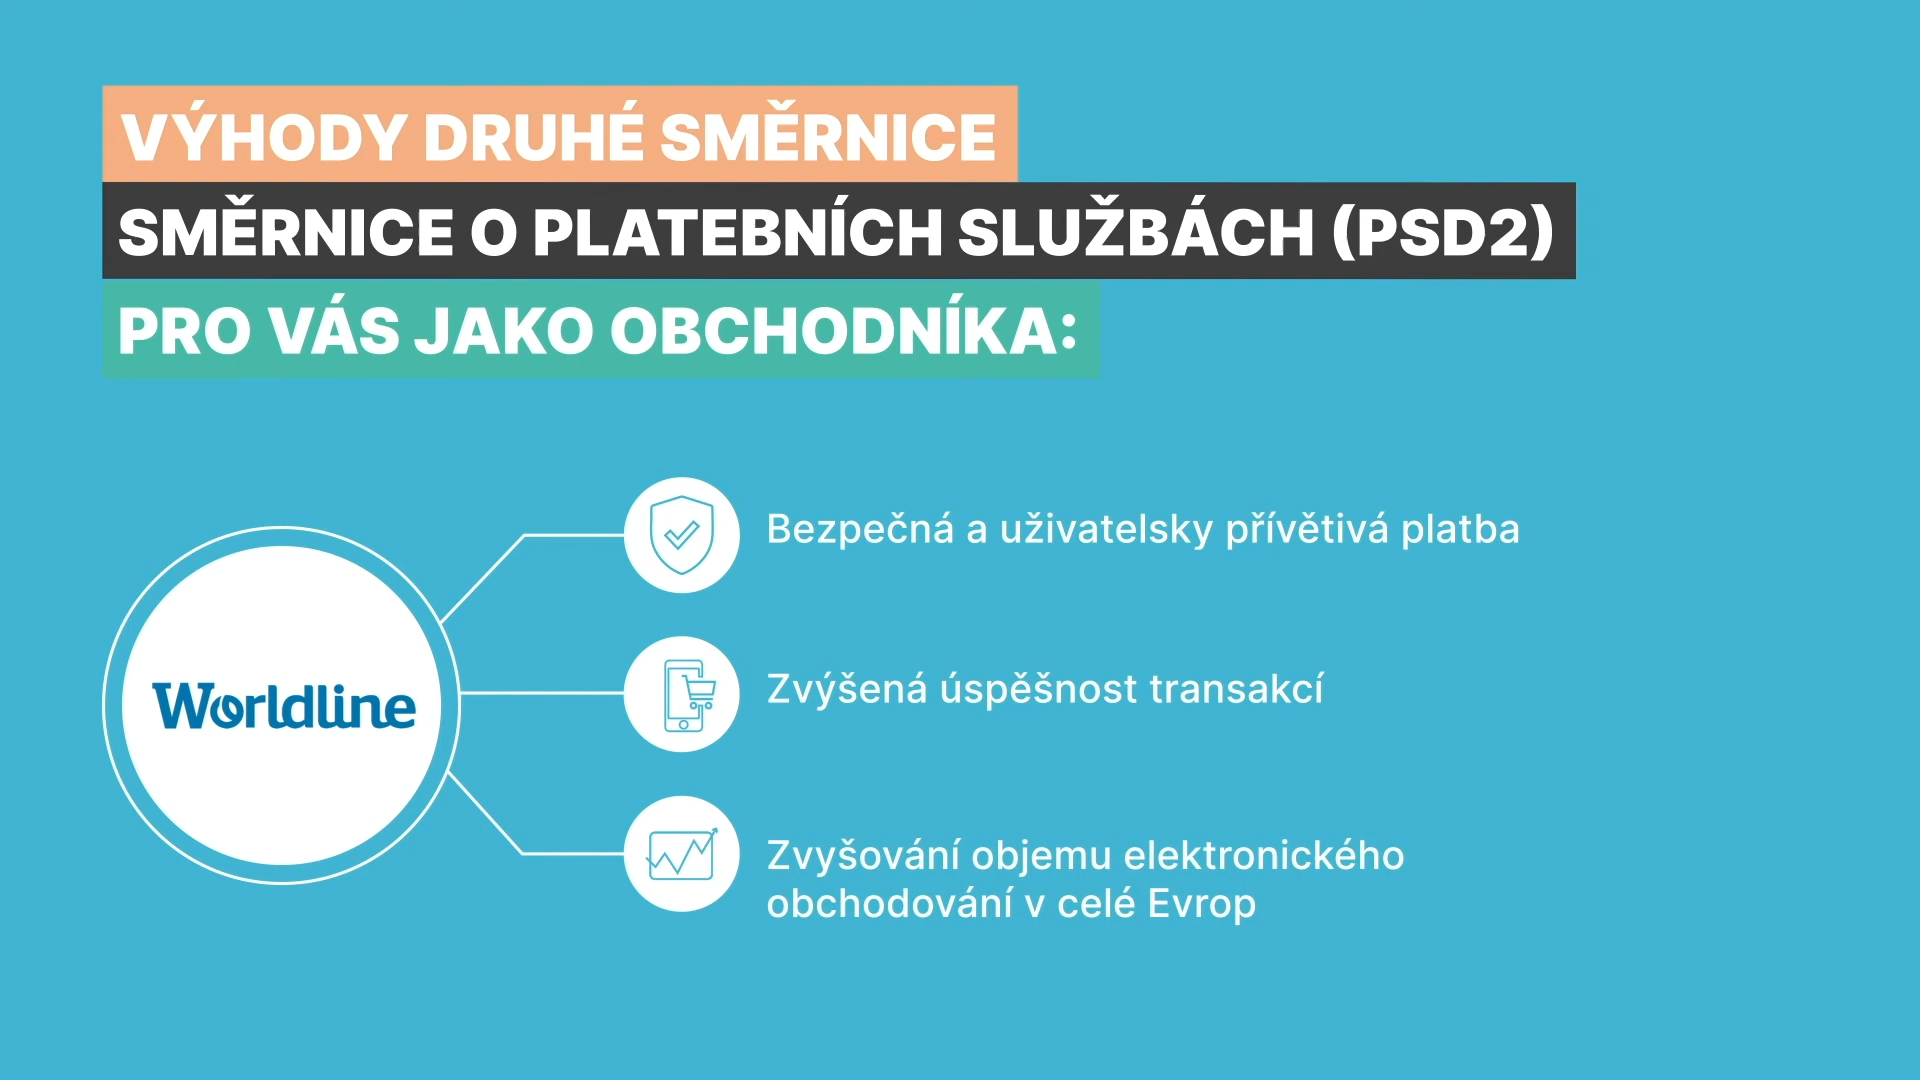 VÝHODY DRUHÉ SMĚRNICE
SMĚRNICE O PLATEBNÍCH SLUŽBÁCH (PSD2)
PRO VÁS JAKO OBCHODNÍKA:
Bezpečná a uživatelsky přívětivá platba
Worldline
Zvýšená úspěšnost transakcí
Zvyšování objemu elektronického
obchodování v celé Evrop